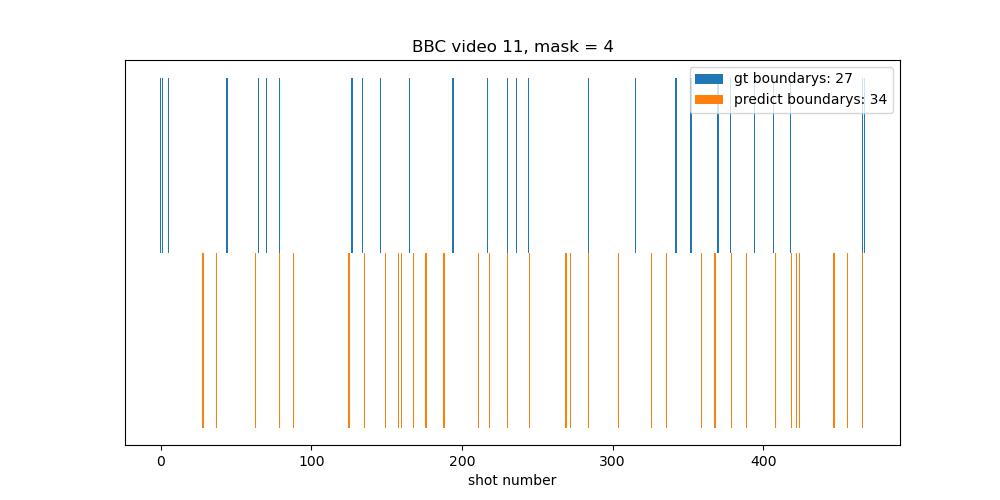 BBC video 11, mask = 4
gt boundarys: 27
predict boundarys: 34
0 100 200 300 400
shot number